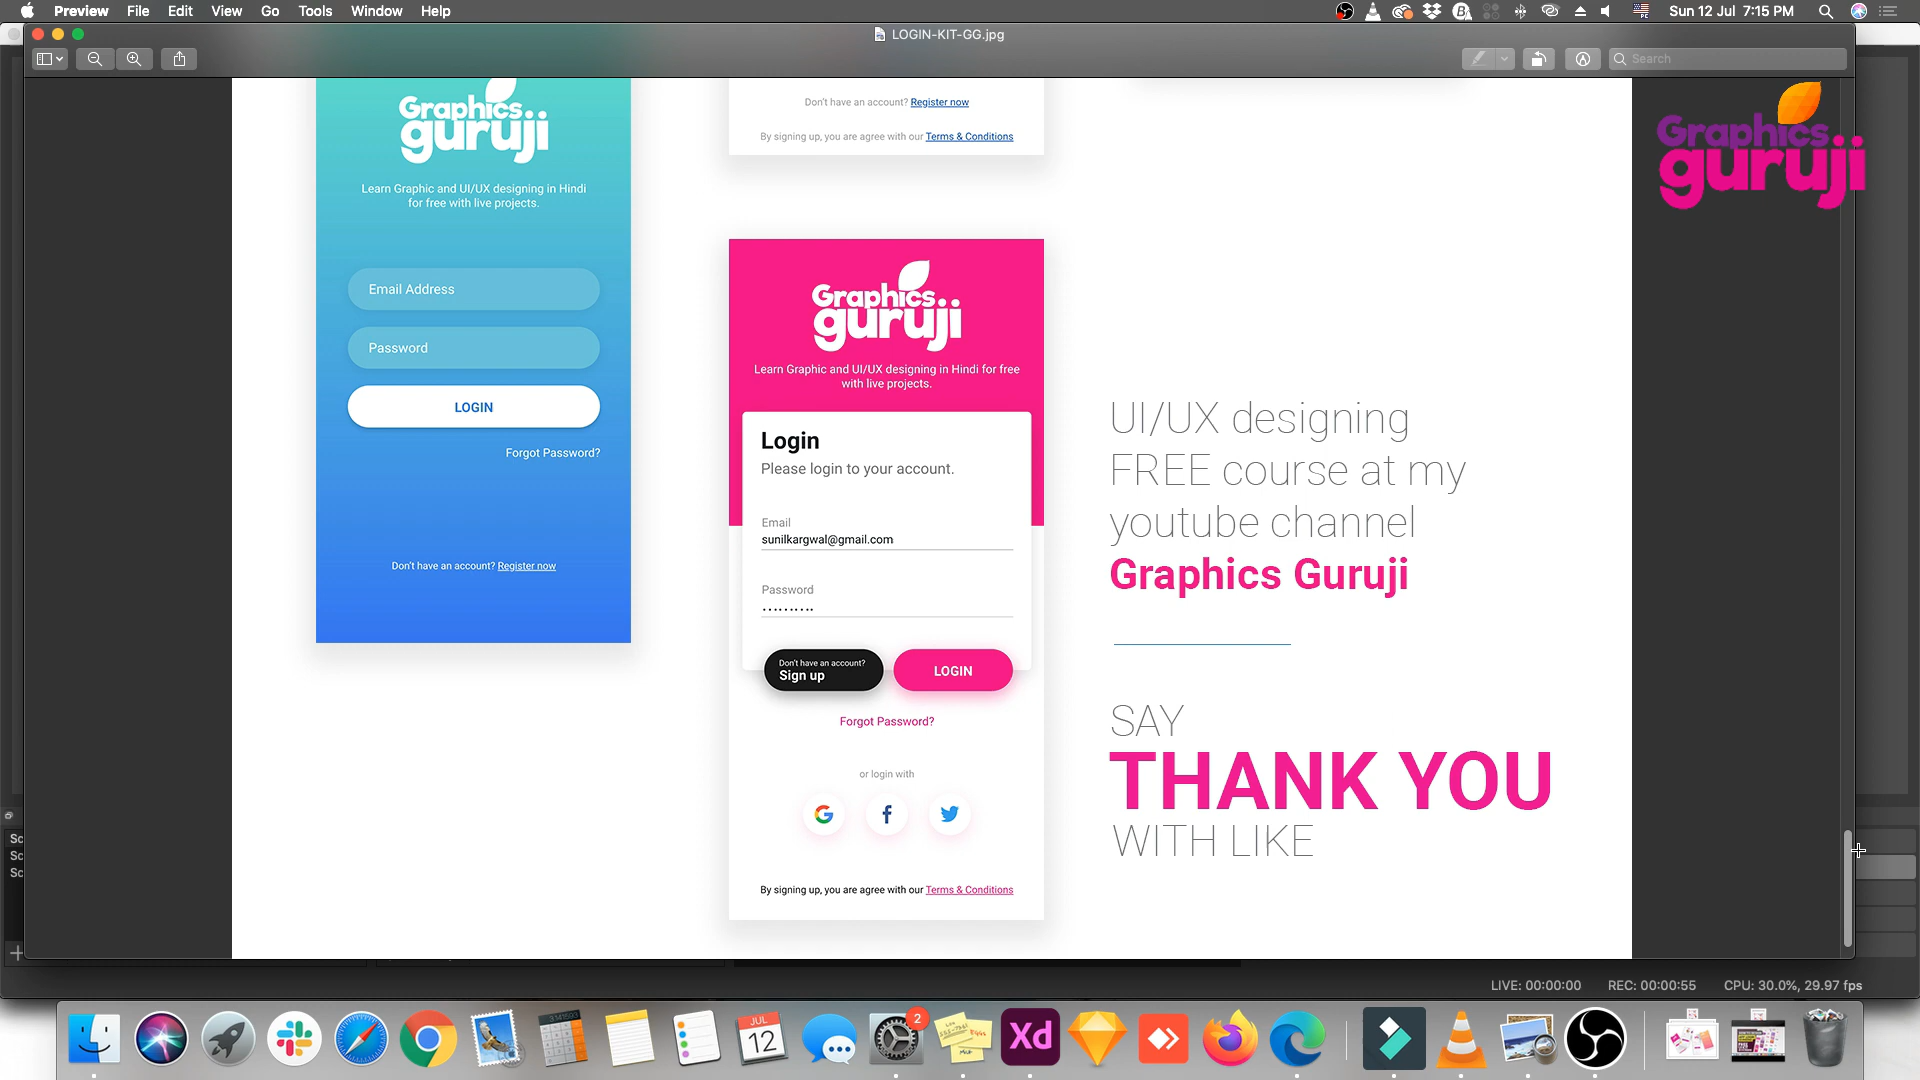 Preview File Edit View Go Tools Window Help
Sun 12 Jul 7:15 PM
LOGIN-KIT-GG.jpg
Search
Graphics
guruji
Learn Graphic and UI/UX designing in Hindi
for free with live projects.
Email Address
Password
LOGIN
Forgot Password?
Don't have an account? Register now
Don't have an account? Register now
By signing up, you are agree with our Terms & Conditions
Graphics
guruji
Learn Graphic and UI/UX designing in Hindi for free
with live projects.
Login
Please login to your account.
Email
sunilkargwal@gmail.com
Password
Don't have an account?
Sign up
LOGIN
Forgot Password?
or login with
By signing up, you are agree with our Terms & Conditions
Graphics
guruji
UI/UX designing
FREE course at my
youtube channel
Graphics Guruji
SAY
THANK YOU
WITH LIKE
Sc
Sc
Sc
LIVE: 00:00:00 REC: 00:00:55 CPU: 30.0%, 29.97 fps
JUL
12
2
Xd